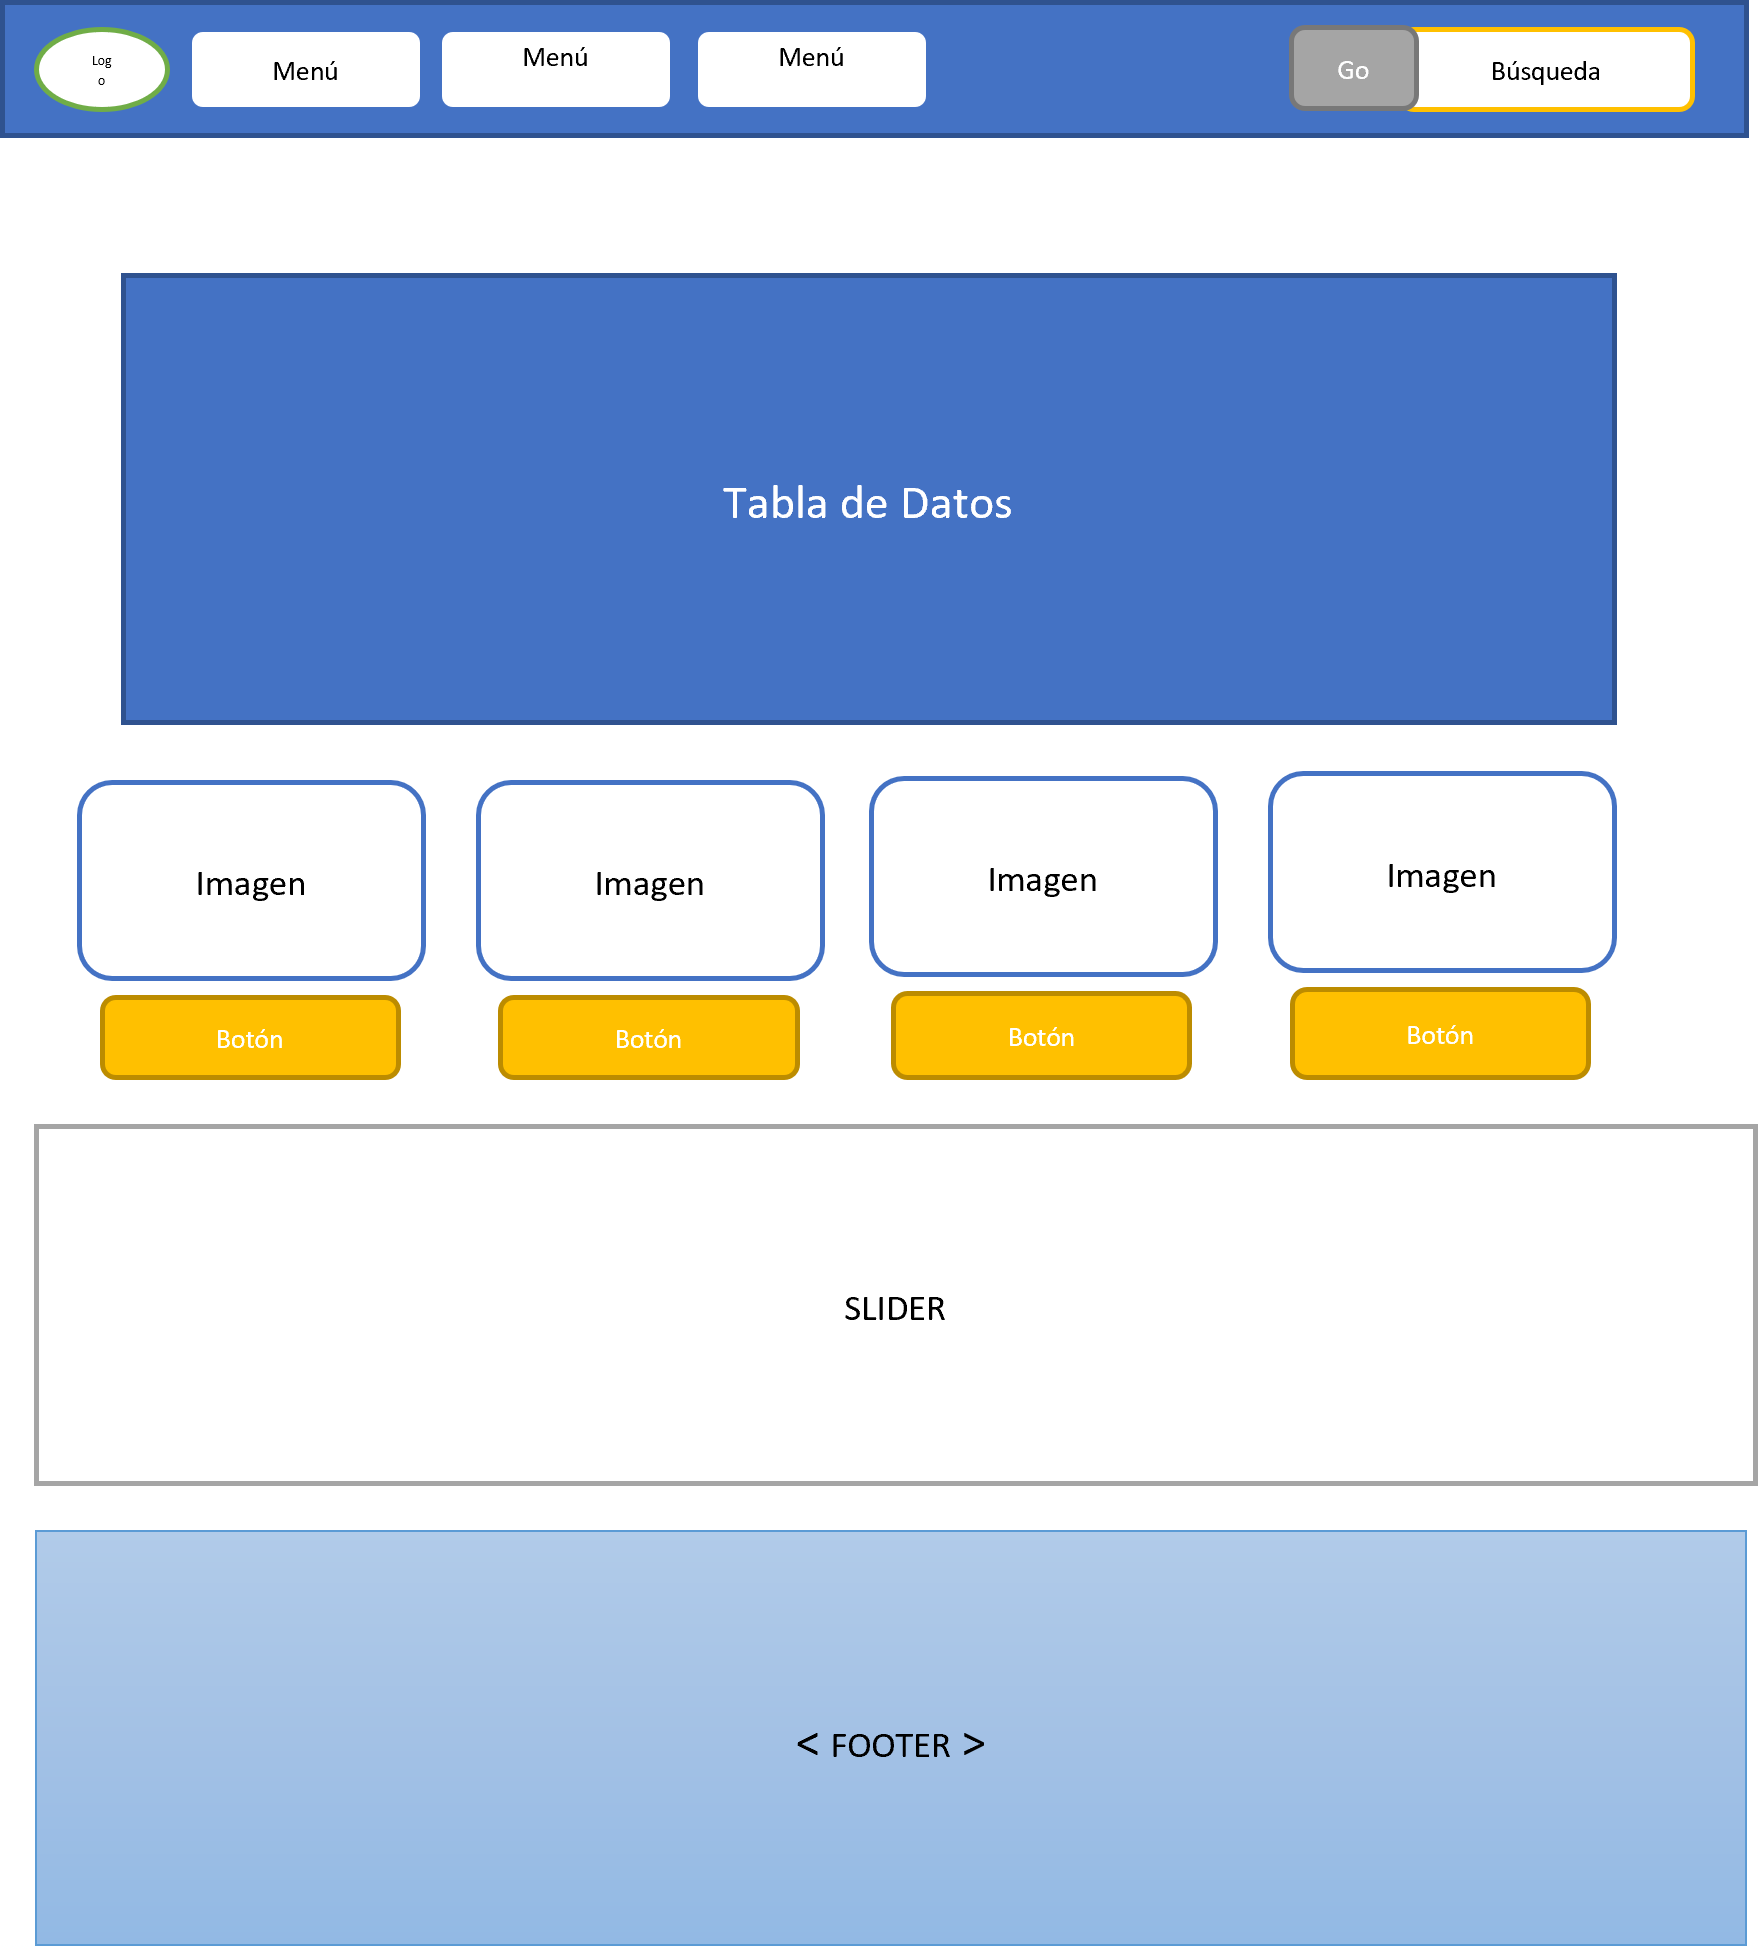 Log
o
Menú
Menú
Menú
Go
Búsqueda
Tabla de Datos
Imagen
Imagen
Imagen
Imagen
Botón
Botón
Botón
Botón
SLIDER
< FOOTER >